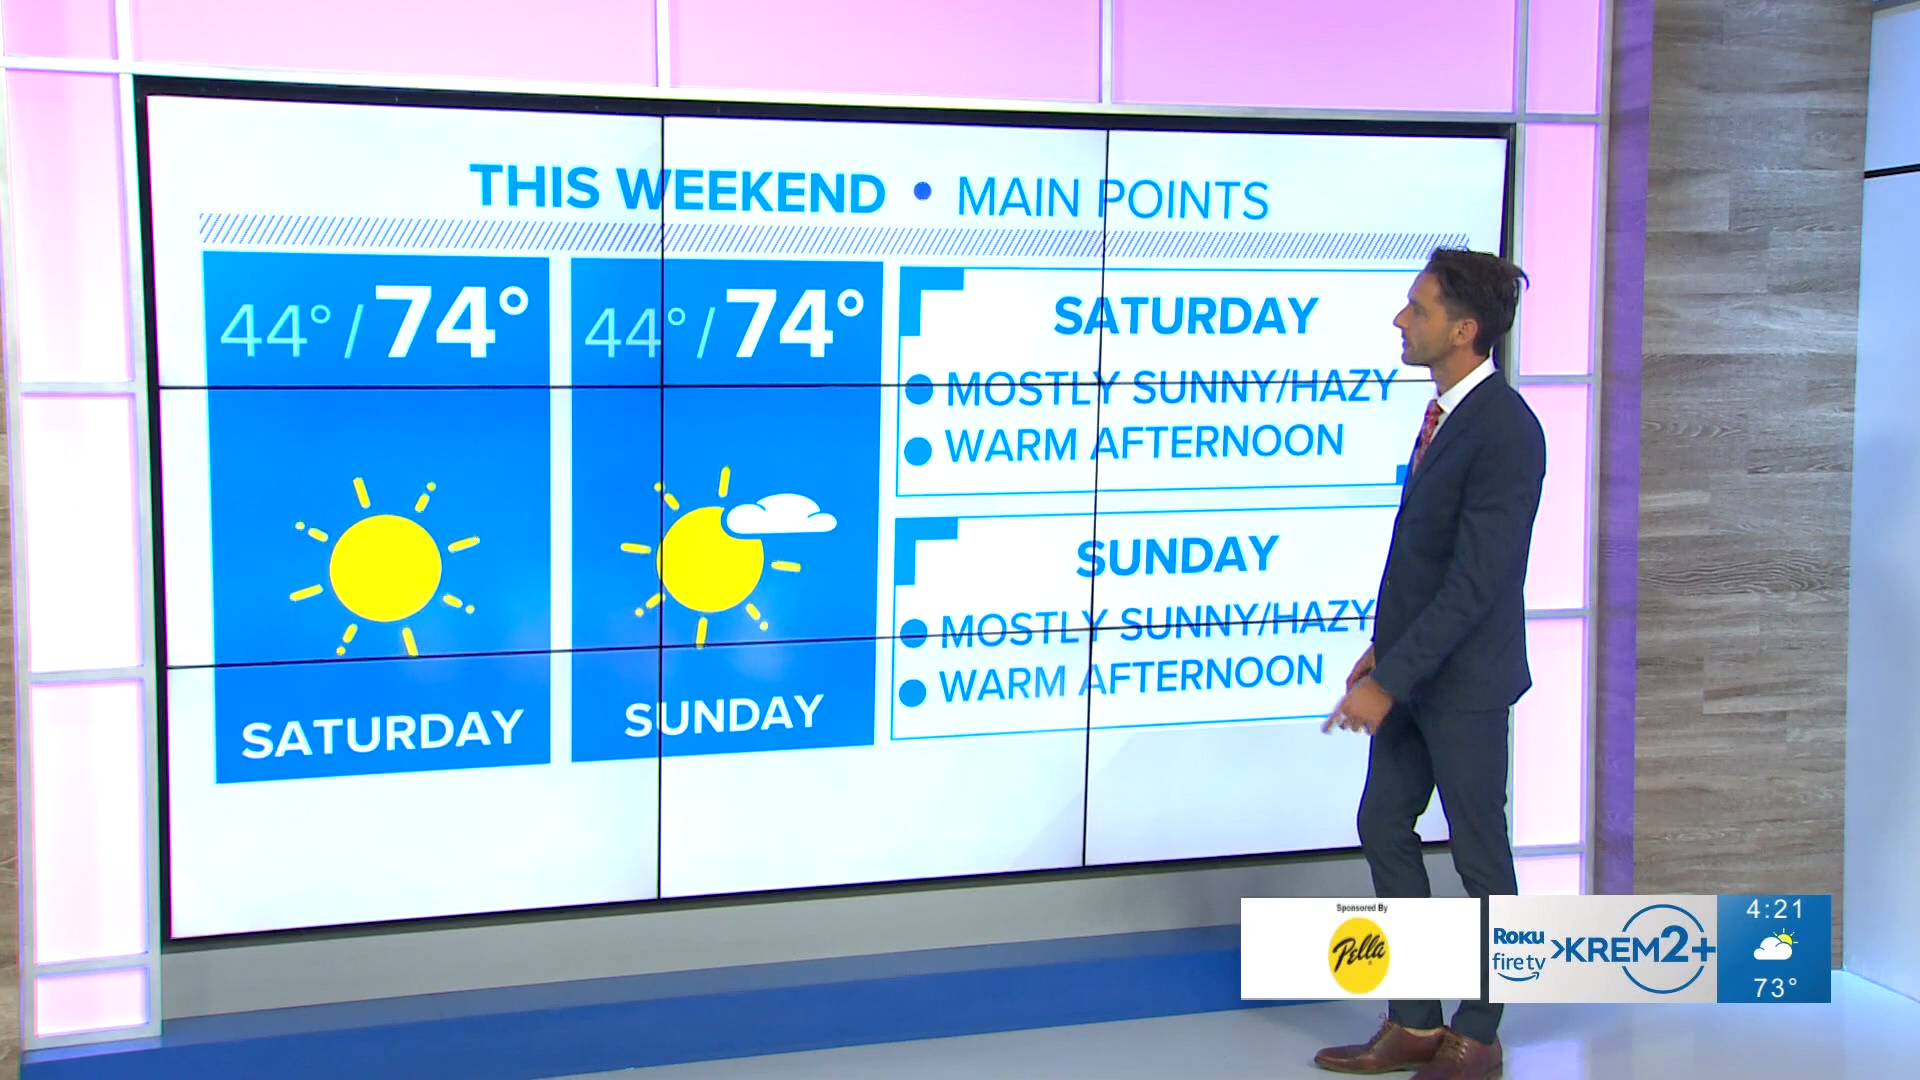 THIS WEEKEND • MAIN POINTS
44°/74°
44°/74°
SATURDAY
SUNDAY
SATURDAY
• MOSTLY SUNNY/HAZY
• WARM AFTERNOON
SUNDAY
• MOSTLY SUNNY/HAZY
• WARM AFTERNOON
Sponsored By
Pella
Roku
fire tv
KREM2+
4:21
73°